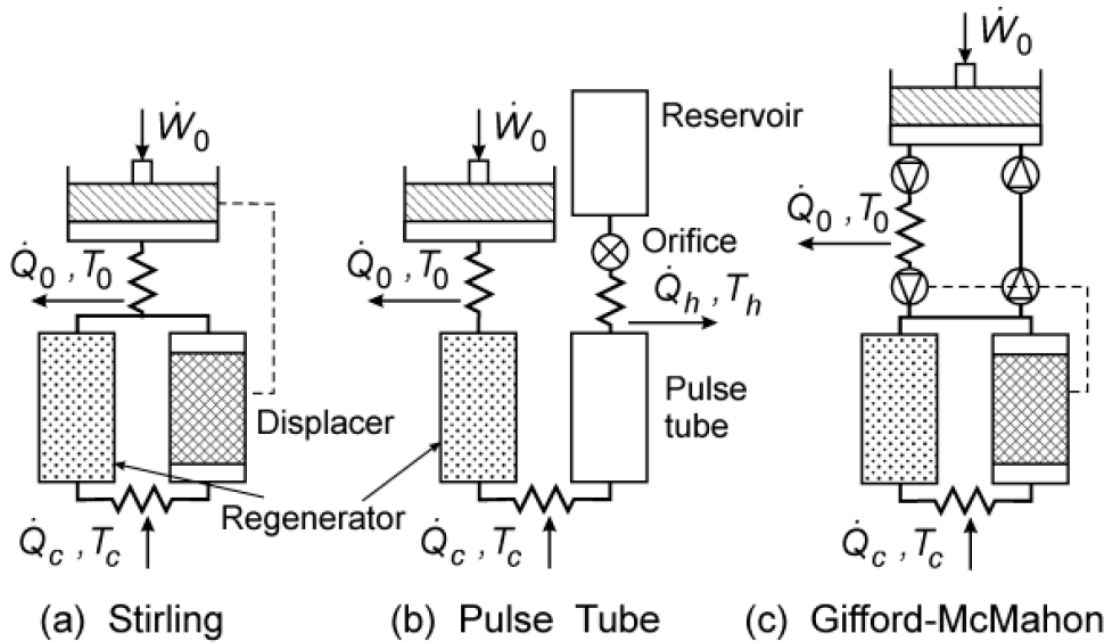 Ẇ0
Q̇0 , T0
Displacer
Regenerator
Q̇c , Tc
(a) Stirling
Ẇ0
Reservoir
Orifice
Q̇0 , T0
Q̇h , Th
Pulse
tube
Q̇c , Tc
(b) Pulse Tube
Ẇ0
Q̇0 , T0
Q̇c , Tc
(c) Gifford-McMahon